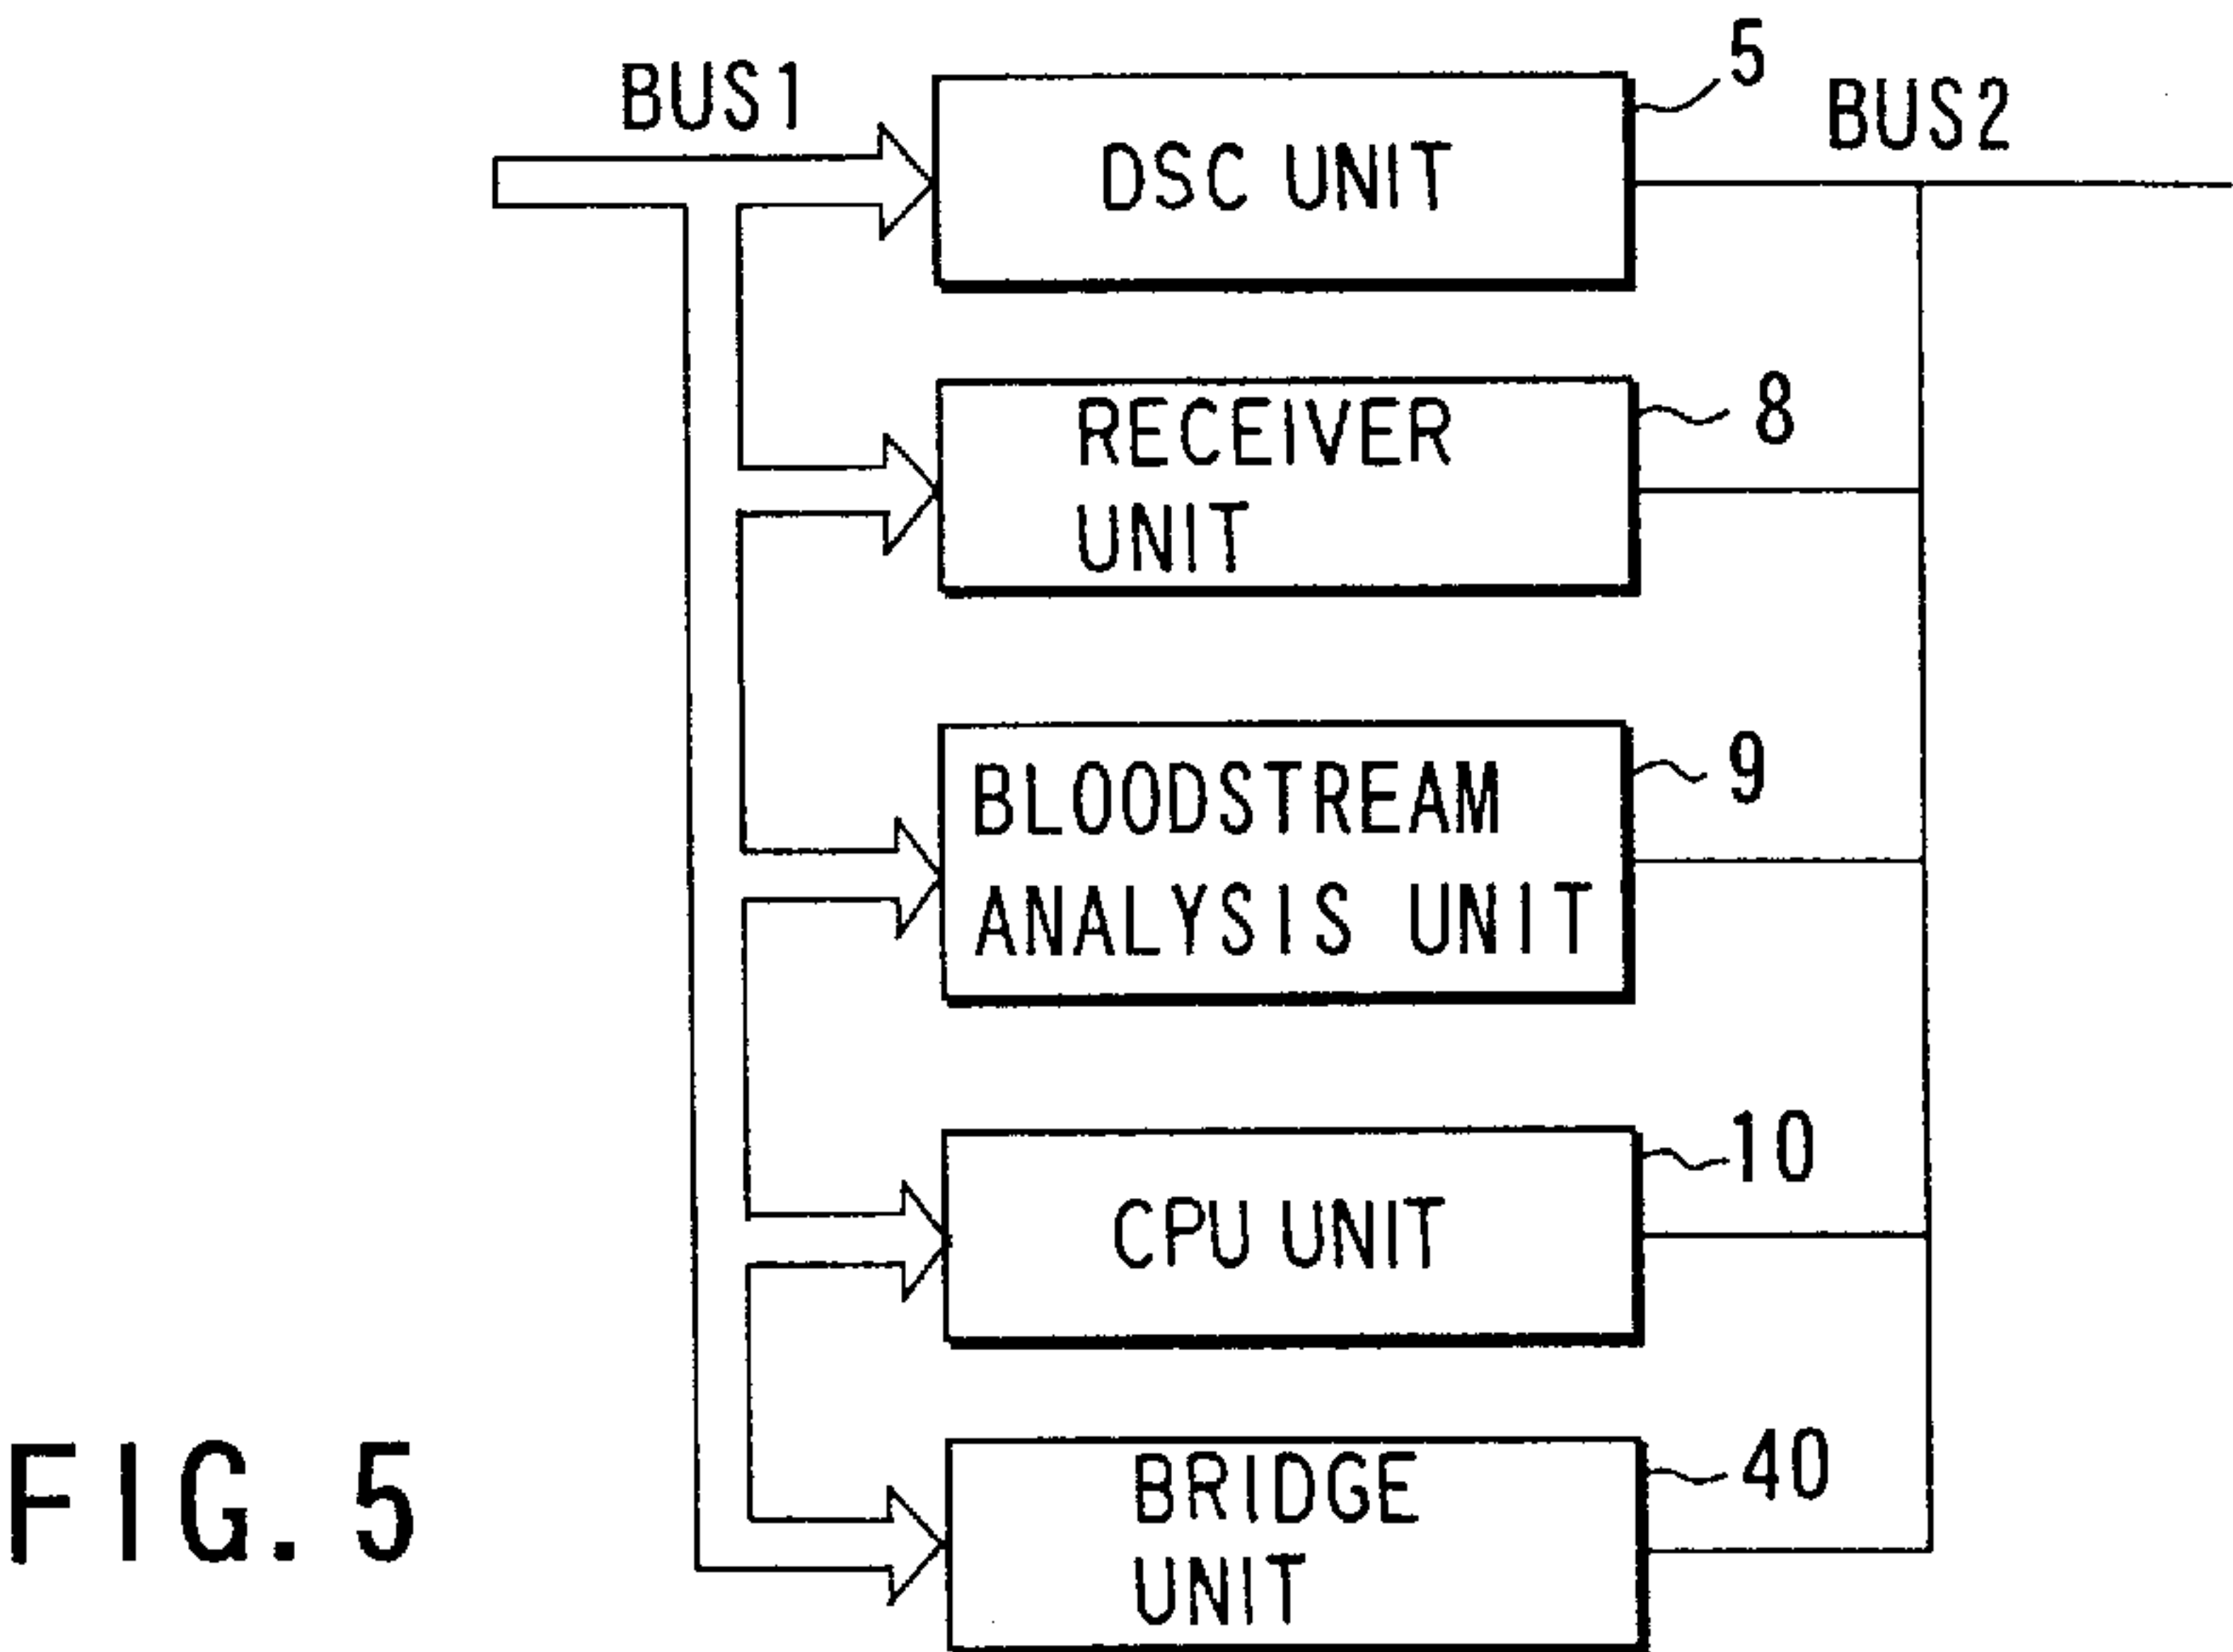 BUS1
5
BUS2
DSC UNIT
8
RECEIVER
UNIT
9
BLOODSTREAM
ANALYSIS UNIT
10
CPU UNIT
40
BRIDGE
UNIT
FIG. 5